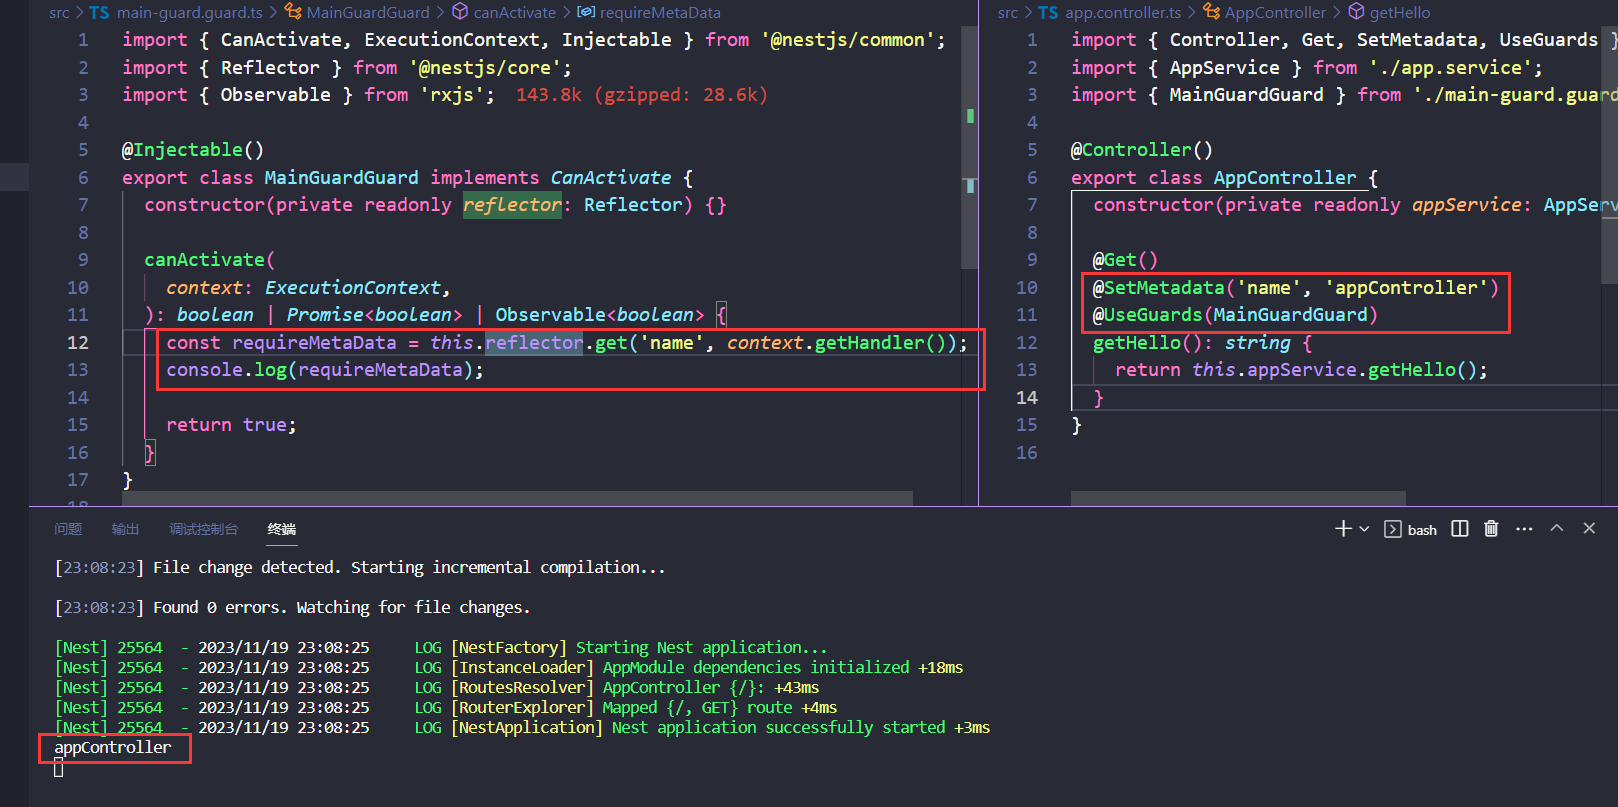 src > TS main-guard.guard.ts > MainGuardGuard > canActivate > requireMetaData
1 import { CanActivate, ExecutionContext, Injectable } from '@nestjs/common';
2 import { Reflector } from '@nestjs/core';
3 import { Observable } from 'rxjs'; 143.8k (gzipped: 28.6k)
4
5 @Injectable()
6 export class MainGuardGuard implements CanActivate {
7 constructor(private readonly reflector: Reflector) {}
8
9 canActivate(
10 context: ExecutionContext,
11 ): boolean | Promise<boolean> | Observable<boolean> {
12 const requireMetaData = this.reflector.get('name', context.getHandler());
13 console.log(requireMetaData);
14
15 return true;
16 }
17 }
18
src > TS app.controller.ts > AppController > getHello
1 import { Controller, Get, SetMetadata, UseGuards }
2 import { AppService } from './app.service';
3 import { MainGuardGuard } from './main-guard.guard
4
5 @Controller()
6 export class AppController {
7 constructor(private readonly appService: AppServ
8
9 @Get()
10 @SetMetadata('name', 'appController')
11 @UseGuards(MainGuardGuard)
12 getHello(): string {
13 return this.appService.getHello();
14 }
15 }
16
问题 输出 调试控制台 终端 bash
[23:08:23] File change detected. Starting incremental compilation...
[23:08:23] Found 0 errors. Watching for file changes.
[Nest] 25564 - 2023/11/19 23:08:25 LOG [NestFactory] Starting Nest application...
[Nest] 25564 - 2023/11/19 23:08:25 LOG [InstanceLoader] AppModule dependencies initialized +18ms
[Nest] 25564 - 2023/11/19 23:08:25 LOG [RoutesResolver] AppController {/}: +43ms
[Nest] 25564 - 2023/11/19 23:08:25 LOG [RouterExplorer] Mapped {/, GET} route +4ms
[Nest] 25564 - 2023/11/19 23:08:25 LOG [NestApplication] Nest application successfully started +3ms
appController